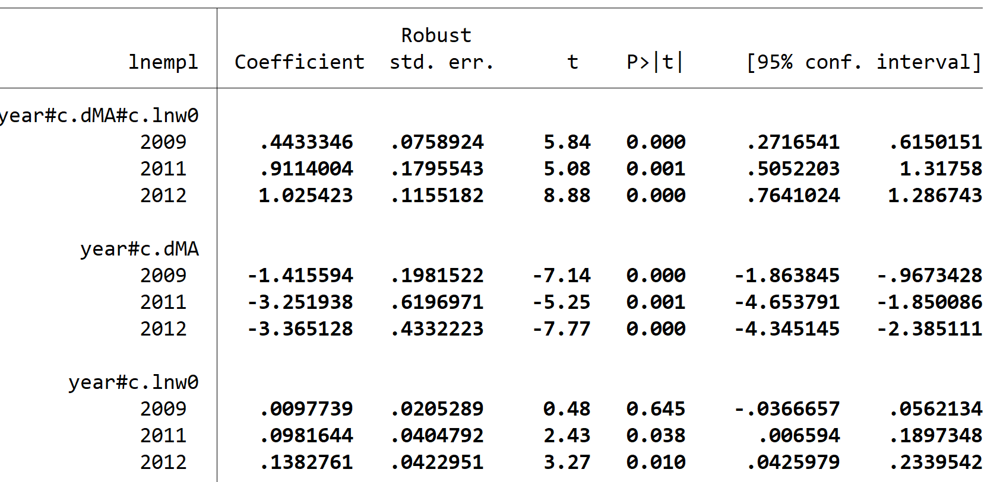 Robust
lnempl Coefficient std. err. t P>|t| [95% conf. interval]
year#c.dMA#c.lnw0
2009 .4433346 .0758924 5.84 0.000 .2716541 .6150151
2011 .9114004 .1795543 5.08 0.001 .5052203 1.31758
2012 1.025423 .1155182 8.88 0.000 .7641024 1.286743
year#c.dMA
2009 -1.415594 .1981522 -7.14 0.000 -1.863845 -.9673428
2011 -3.251938 .6196971 -5.25 0.001 -4.653791 -1.850086
2012 -3.365128 .4332223 -7.77 0.000 -4.345145 -2.385111
year#c.lnw0
2009 .0097739 .0205289 0.48 0.645 -.0366657 .0562134
2011 .0981644 .0404792 2.43 0.038 .006594 .1897348
2012 .1382761 .0422951 3.27 0.010 .0425979 .2339542